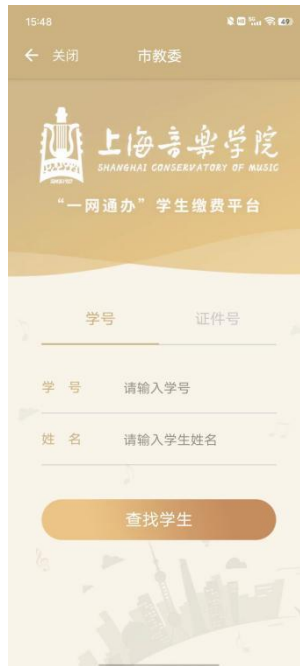 15:48
49
关闭 市教委
上海音乐学院
SHANGHAI CONSERVATORY OF MUSIC
“一网通办”学生缴费平台
学号 证件号
学 号 请输入学号
姓 名 请输入学生姓名
查找学生